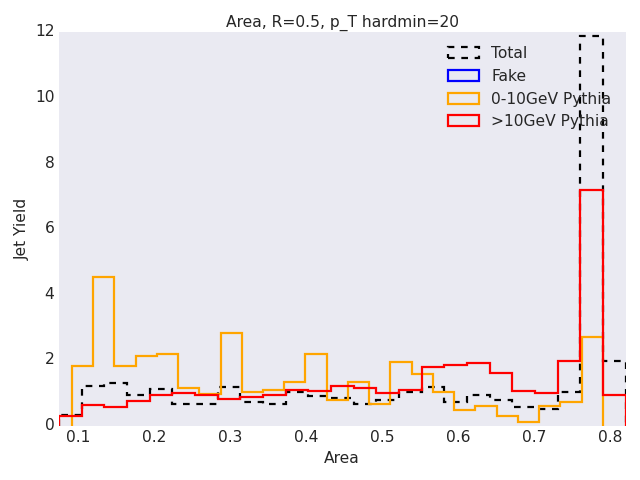 Area, R=0.5, p_T hardmin=20
12
10
8
6
4
2
0
Jet Yield
Total
Fake
0-10GeV Pythia
>10GeV Pythia
0.1 0.2 0.3 0.4 0.5 0.6 0.7 0.8
Area